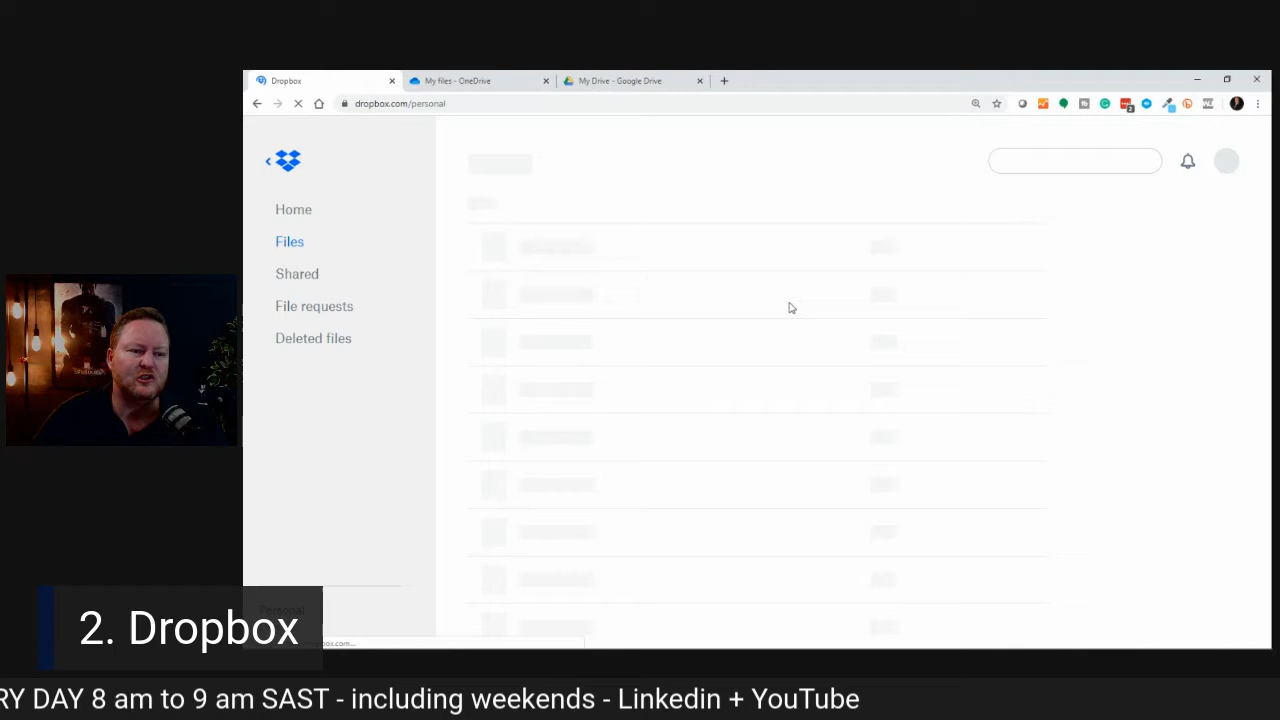 Dropbox
My files - OneDrive
My Drive - Google Drive
dropbox.com/personal
Home
Files
Shared
File requests
Deleted files
Personal
2. Dropbox
RY DAY 8 am to 9 am SAST - including weekends - Linkedin + YouTube